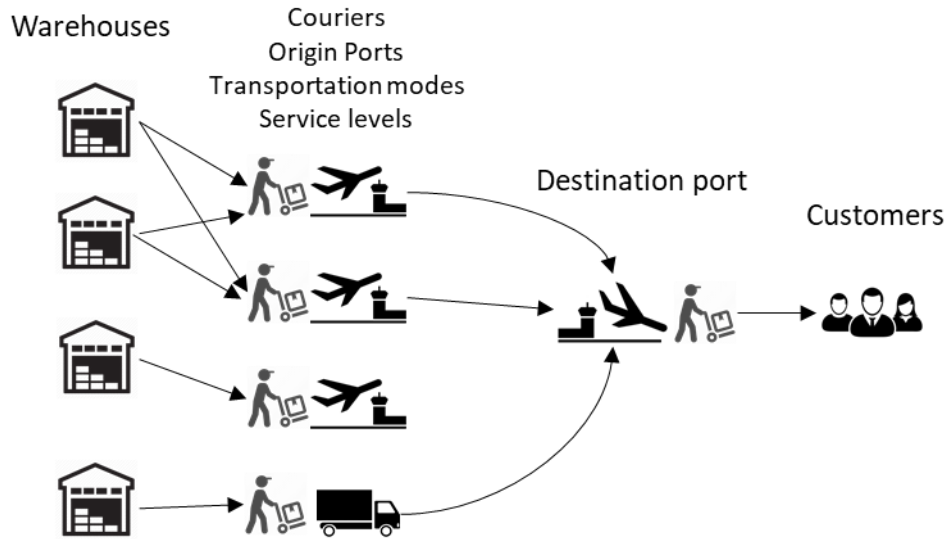 Warehouses
Couriers
Origin Ports
Transportation modes
Service levels
Destination port
Customers